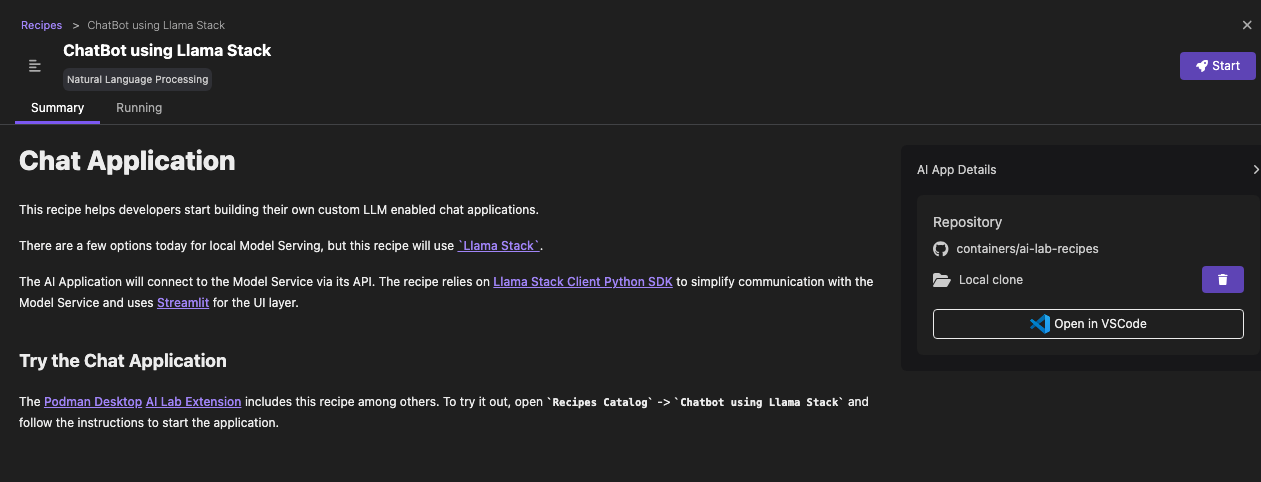 Recipes > ChatBot using Llama Stack
ChatBot using Llama Stack
Natural Language Processing
Start
Summary
Running
Chat Application
This recipe helps developers start building their own custom LLM enabled chat applications.
There are a few options today for local Model Serving, but this recipe will use `Llama Stack`.
The AI Application will connect to the Model Service via its API. The recipe relies on Llama Stack Client Python SDK to simplify communication with the
Model Service and uses Streamlit for the UI layer.
Try the Chat Application
The Podman Desktop AI Lab Extension includes this recipe among others. To try it out, open `Recipes Catalog` -> `Chatbot using Llama Stack` and
follow the instructions to start the application.
AI App Details
Repository
containers/ai-lab-recipes
Local clone
Open in VSCode